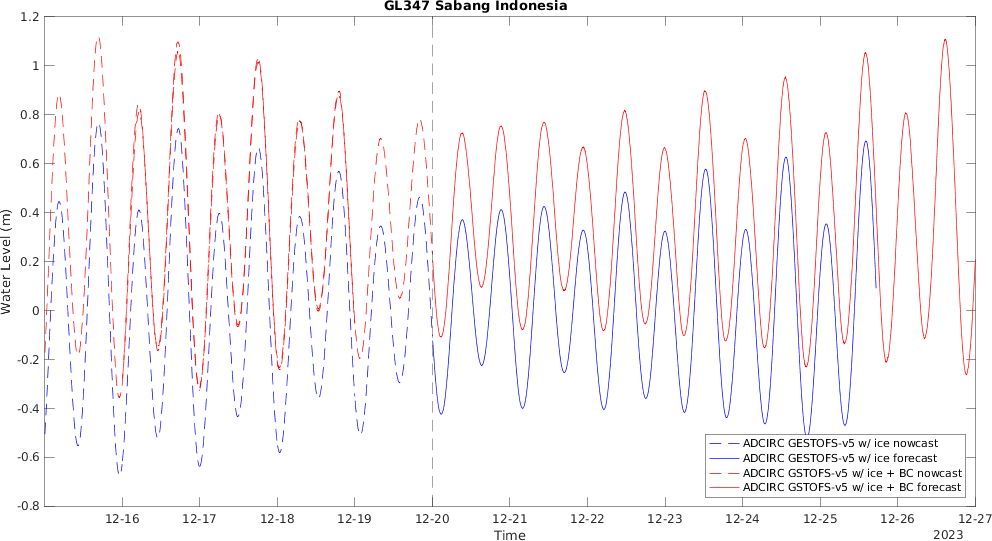 GL347 Sabang Indonesia
Water Level (m)
1.2
1
0.8
0.6
0.4
0.2
0
-0.2
-0.4
-0.6
-0.8
ADCIRC GESTOFS-v5 w/ ice nowcast
ADCIRC GESTOFS-v5 w/ ice forecast
ADCIRC GSTOFS-v5 w/ ice + BC nowcast
ADCIRC GSTOFS-v5 w/ ice + BC forecast
12-16 12-17 12-18 12-19 12-20 12-21 12-22 12-23 12-24 12-25 12-26 12-27
Time
2023